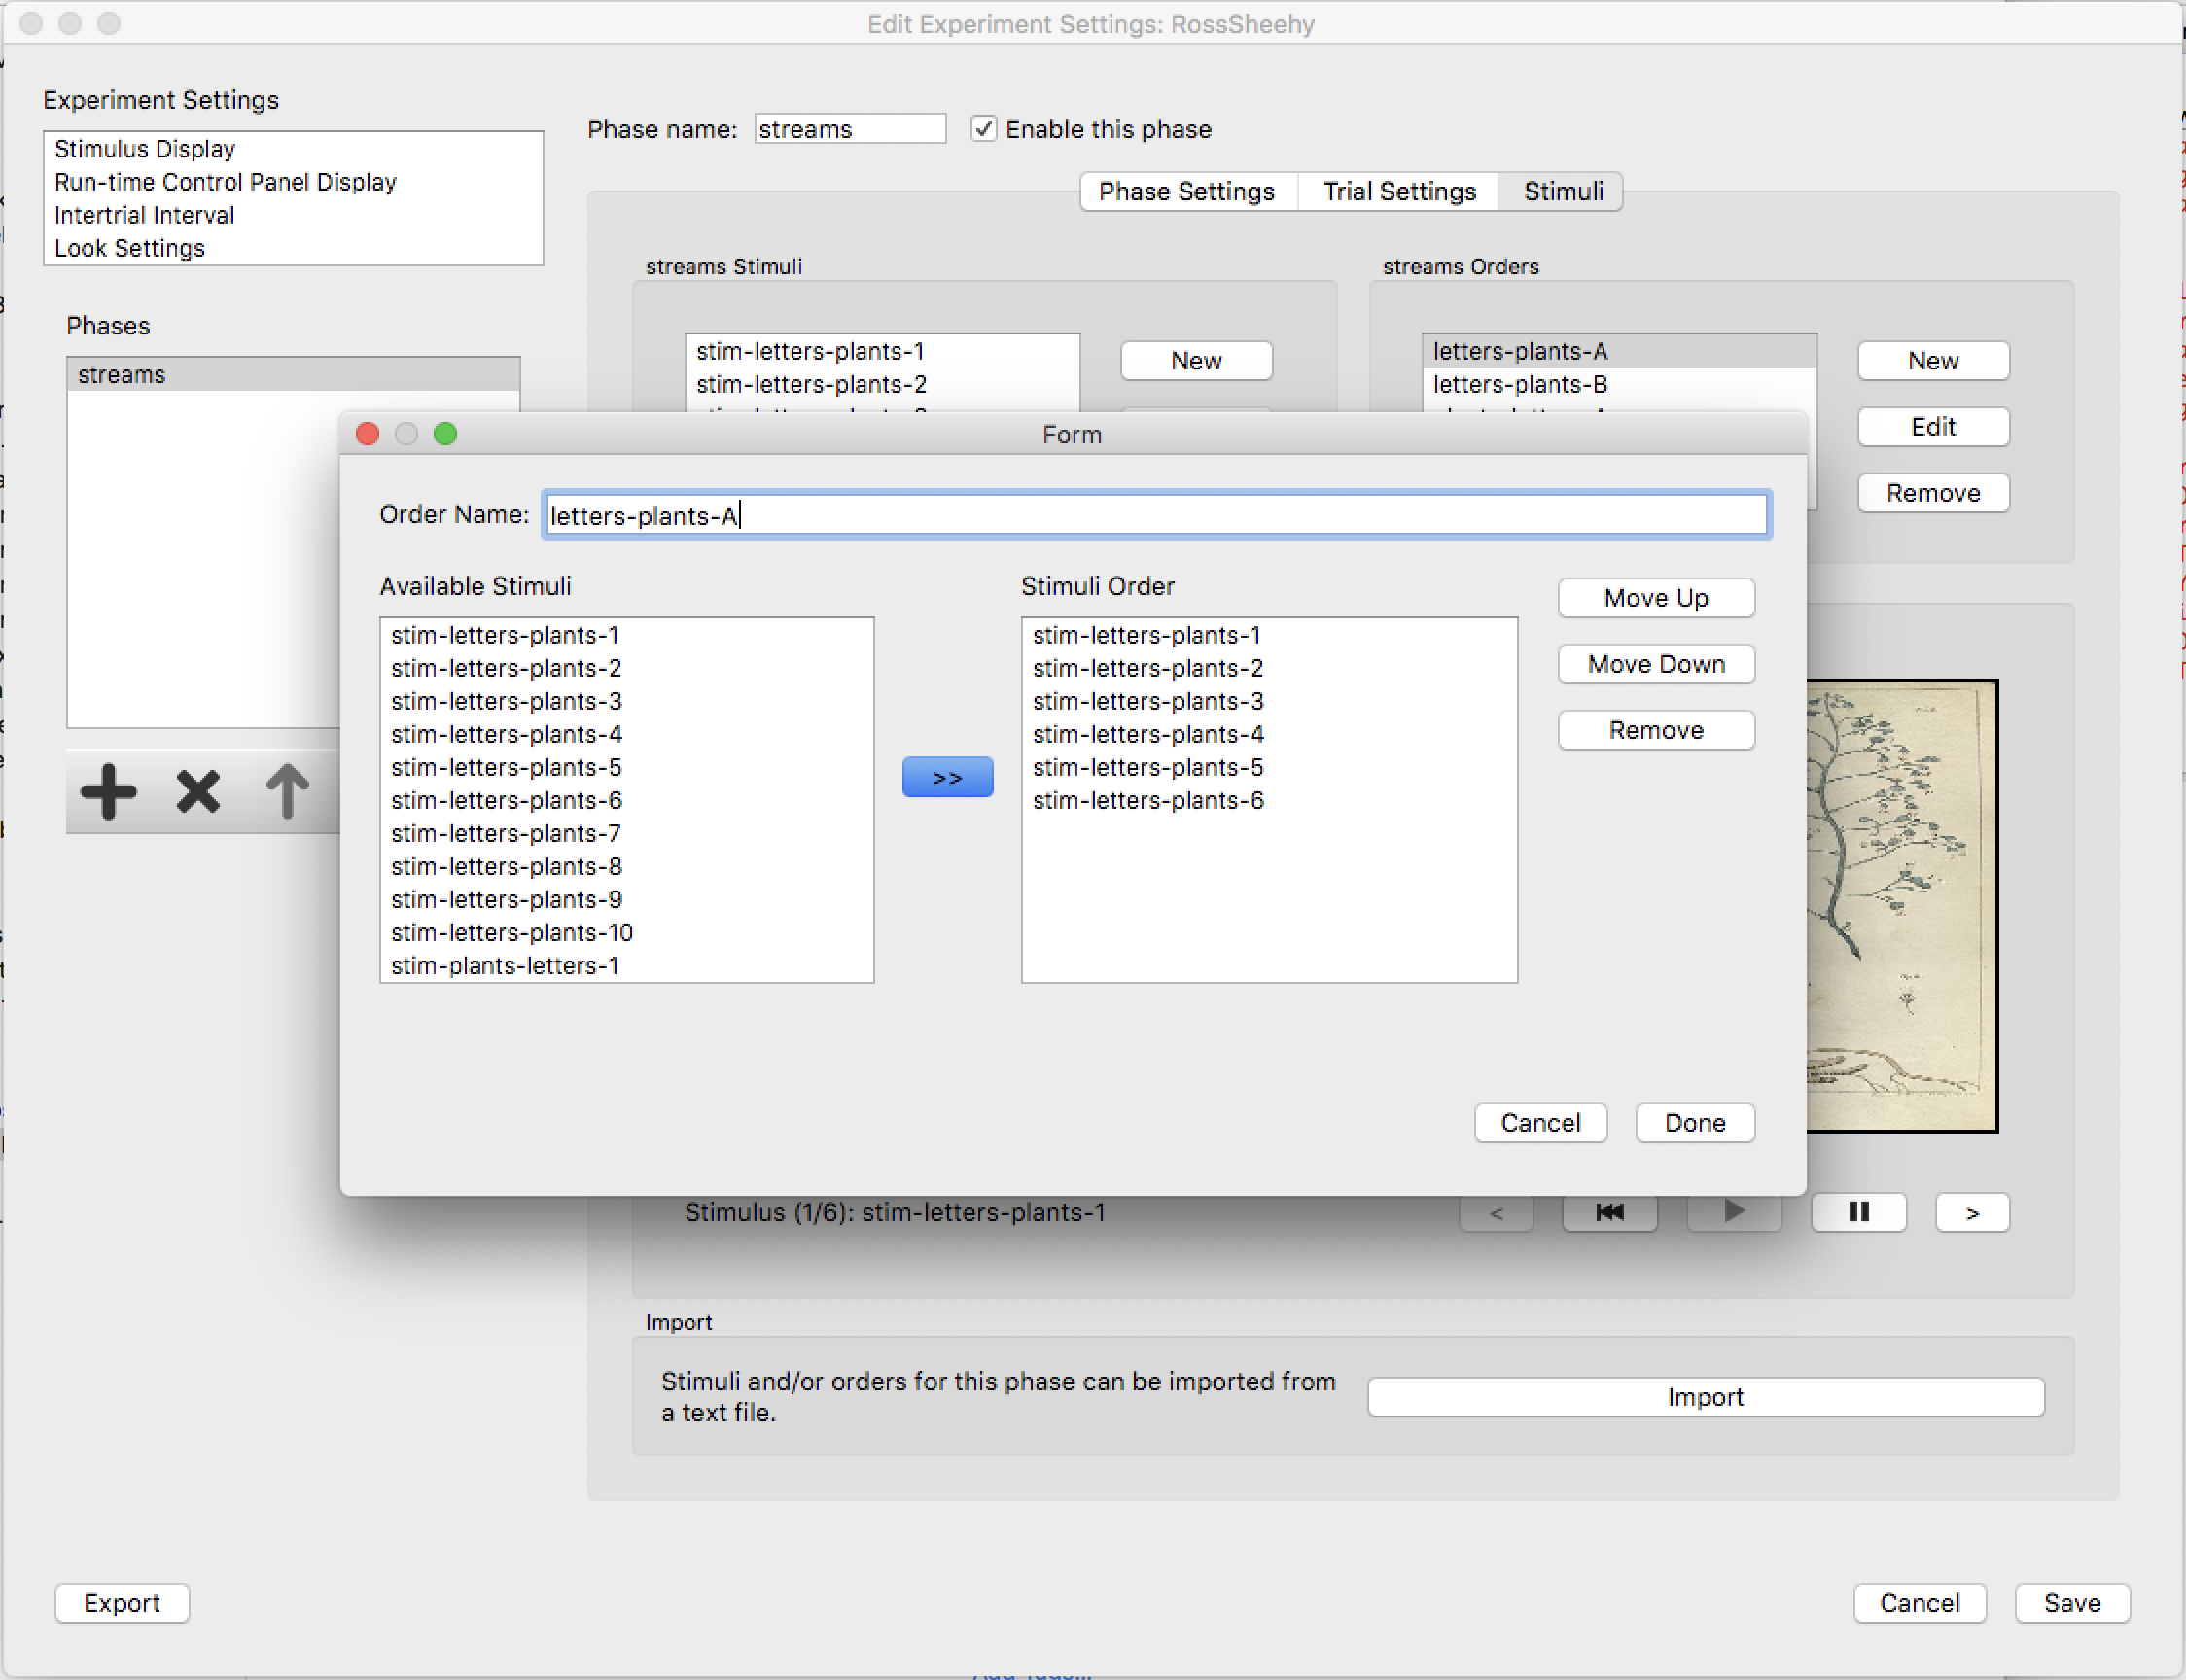 Edit Experiment Settings: RossSheehy
Experiment Settings
Stimulus Display
Run-time Control Panel Display
Intertrial Interval
Look Settings
Phases
streams
Phase name: streams Enable this phase
Phase Settings Trial Settings Stimuli
streams Stimuli
stim-letters-plants-1
stim-letters-plants-2
New
streams Orders
letters-plants-A
letters-plants-B
New
Edit
Remove
Form
Order Name: letters-plants-A
Available Stimuli
stim-letters-plants-1
stim-letters-plants-2
stim-letters-plants-3
stim-letters-plants-4
stim-letters-plants-5
stim-letters-plants-6
stim-letters-plants-7
stim-letters-plants-8
stim-letters-plants-9
stim-letters-plants-10
stim-plants-letters-1
>>
Stimuli Order
stim-letters-plants-1
stim-letters-plants-2
stim-letters-plants-3
stim-letters-plants-4
stim-letters-plants-5
stim-letters-plants-6
Move Up
Move Down
Remove
Cancel Done
Stimulus (1/6): stim-letters-plants-1
< >
Import
Stimuli and/or orders for this phase can be imported from
a text file.
Import
Export Cancel Save